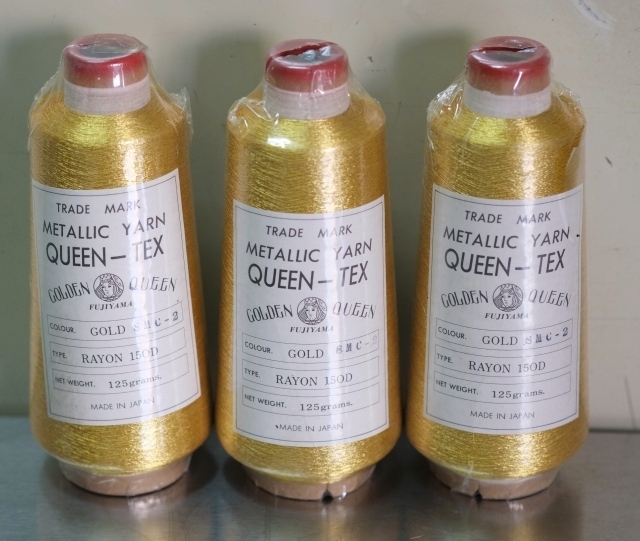 TRADE MARK
METALLIC YARN
QUEEN-TEX
GOLDEN QUEEN
FUJIYAMA
COLOUR. GOLD SMC-2
TYPE. RAYON 150D
NET WEIGHT. 125grams.
MADE IN JAPAN
TRADE MARK
METALLIC YARN
QUEEN-TEX
GOLDEN QUEEN
FUJIYAMA
COLOUR. GOLD SMC-2
TYPE. RAYON 150D
NET WEIGHT. 125grams.
MADE IN JAPAN
TRADE MARK
METALLIC YARN
QUEEN-TEX
GOLDEN QUEEN
FUJIYAMA
COLOUR. GOLD SMC-2
TYPE. RAYON 150D
NET WEIGHT. 125grams.
MADE IN JAPAN